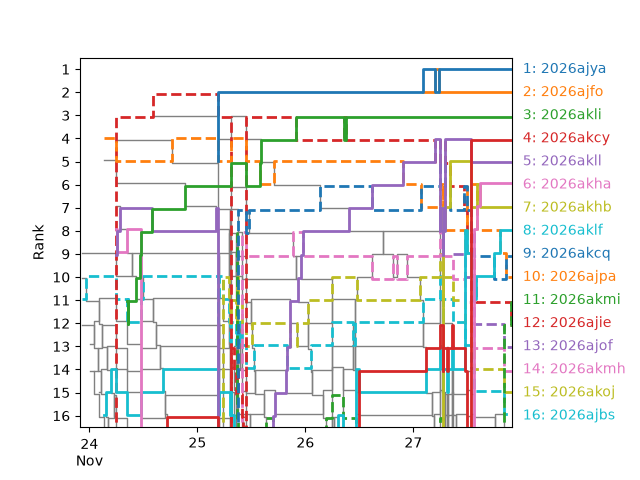 1
2
3
4
5
6
7
8
9
10
11
12
13
14
15
16
Rank
24
25
26
27
Nov
1: 2026ajya
2: 2026ajfo
3: 2026akli
4: 2026akcy
5: 2026akll
6: 2026akha
7: 2026akhb
8: 2026aklf
9: 2026akcq
10: 2026ajpa
11: 2026akmi
12: 2026ajie
13: 2026ajof
14: 2026akmh
15: 2026akoj
16: 2026ajbs